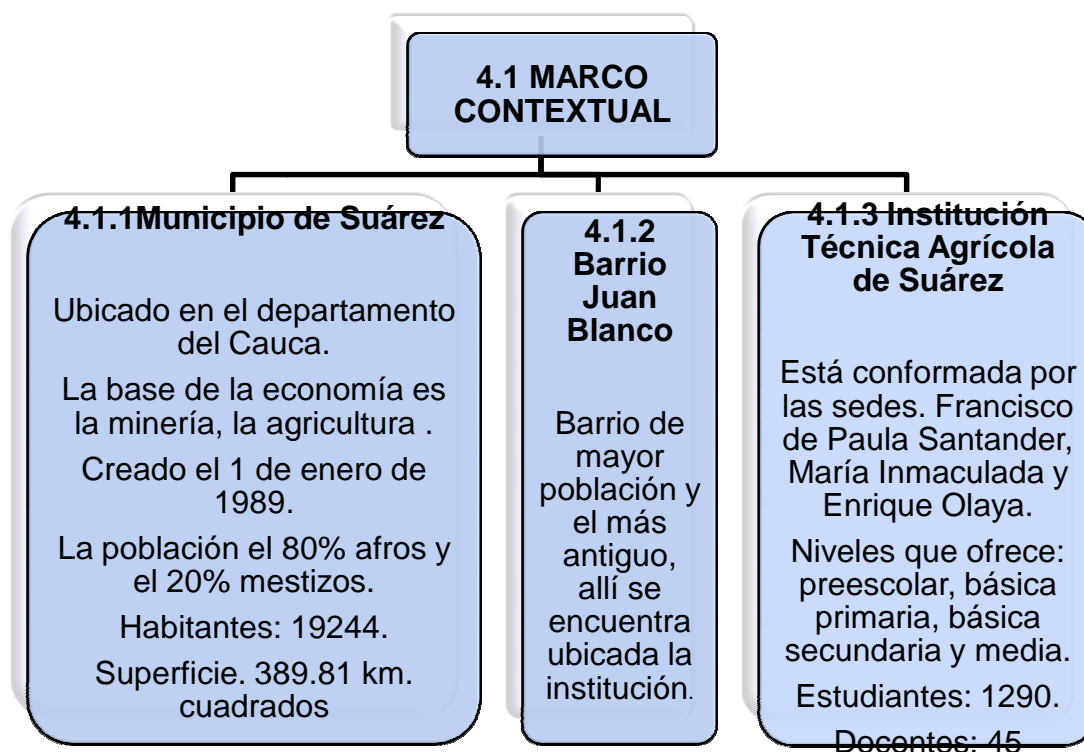 4.1 MARCO
CONTEXTUAL
4.1.1Municipio de Suárez
Ubicado en el departamento
del Cauca.
La base de la economía es
la minería, la agricultura .
Creado el 1 de enero de
1989.
La población el 80% afros y
el 20% mestizos.
Habitantes: 19244.
Superficie. 389.81 km.
cuadrados
4.1.2
Barrio
Juan
Blanco
Barrio de
mayor
población y
el más
antiguo,
allí se
encuentra
ubicada la
institución.
4.1.3 Institución
Técnica Agrícola
de Suárez
Está conformada por
las sedes. Francisco
de Paula Santander,
María Inmaculada y
Enrique Olaya.
Niveles que ofrece:
preescolar, básica
primaria, básica
secundaria y media.
Estudiantes: 1290.
Docentes: 45